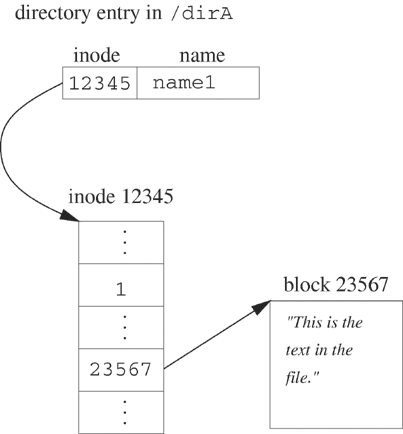 directory entry in /dirA
inode name
12345 name1
inode 12345
⋮
1
⋮
23567
⋮
block 23567
"This is the
text in the
file."